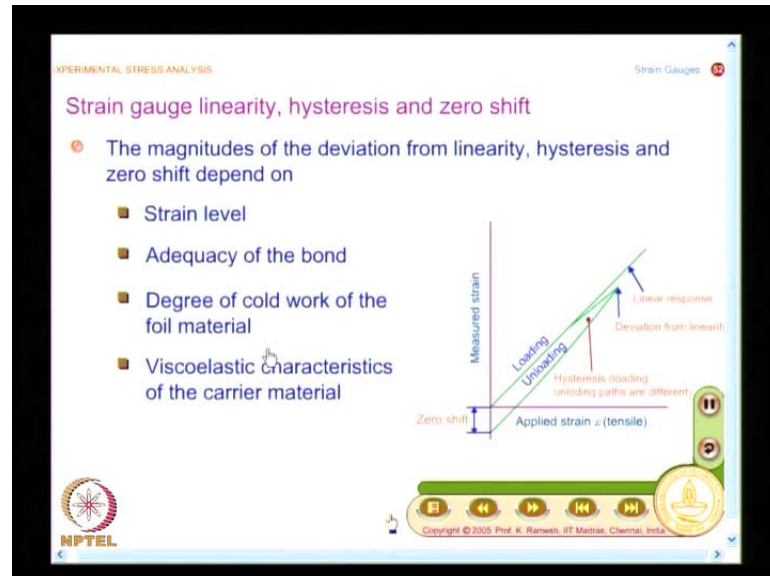 XPERIMENTAL STRESS ANALYSIS
Strain Gauges 52
Strain gauge linearity, hysteresis and zero shift
The magnitudes of the deviation from linearity, hysteresis and
zero shift depend on
Strain level
Adequacy of the bond
Degree of cold work of the
foil material
Viscoelastic characteristics
of the carrier material
Measured strain
Loading
Unloading
Linear response
Deviation from linearit
Hysteresis (loading
unloding paths are different)
Zero shift
Applied strain ε (tensile)
NPTEL
Copyright © 2005 Prof. K. Ramesh, IIT Madras, Chennai, India